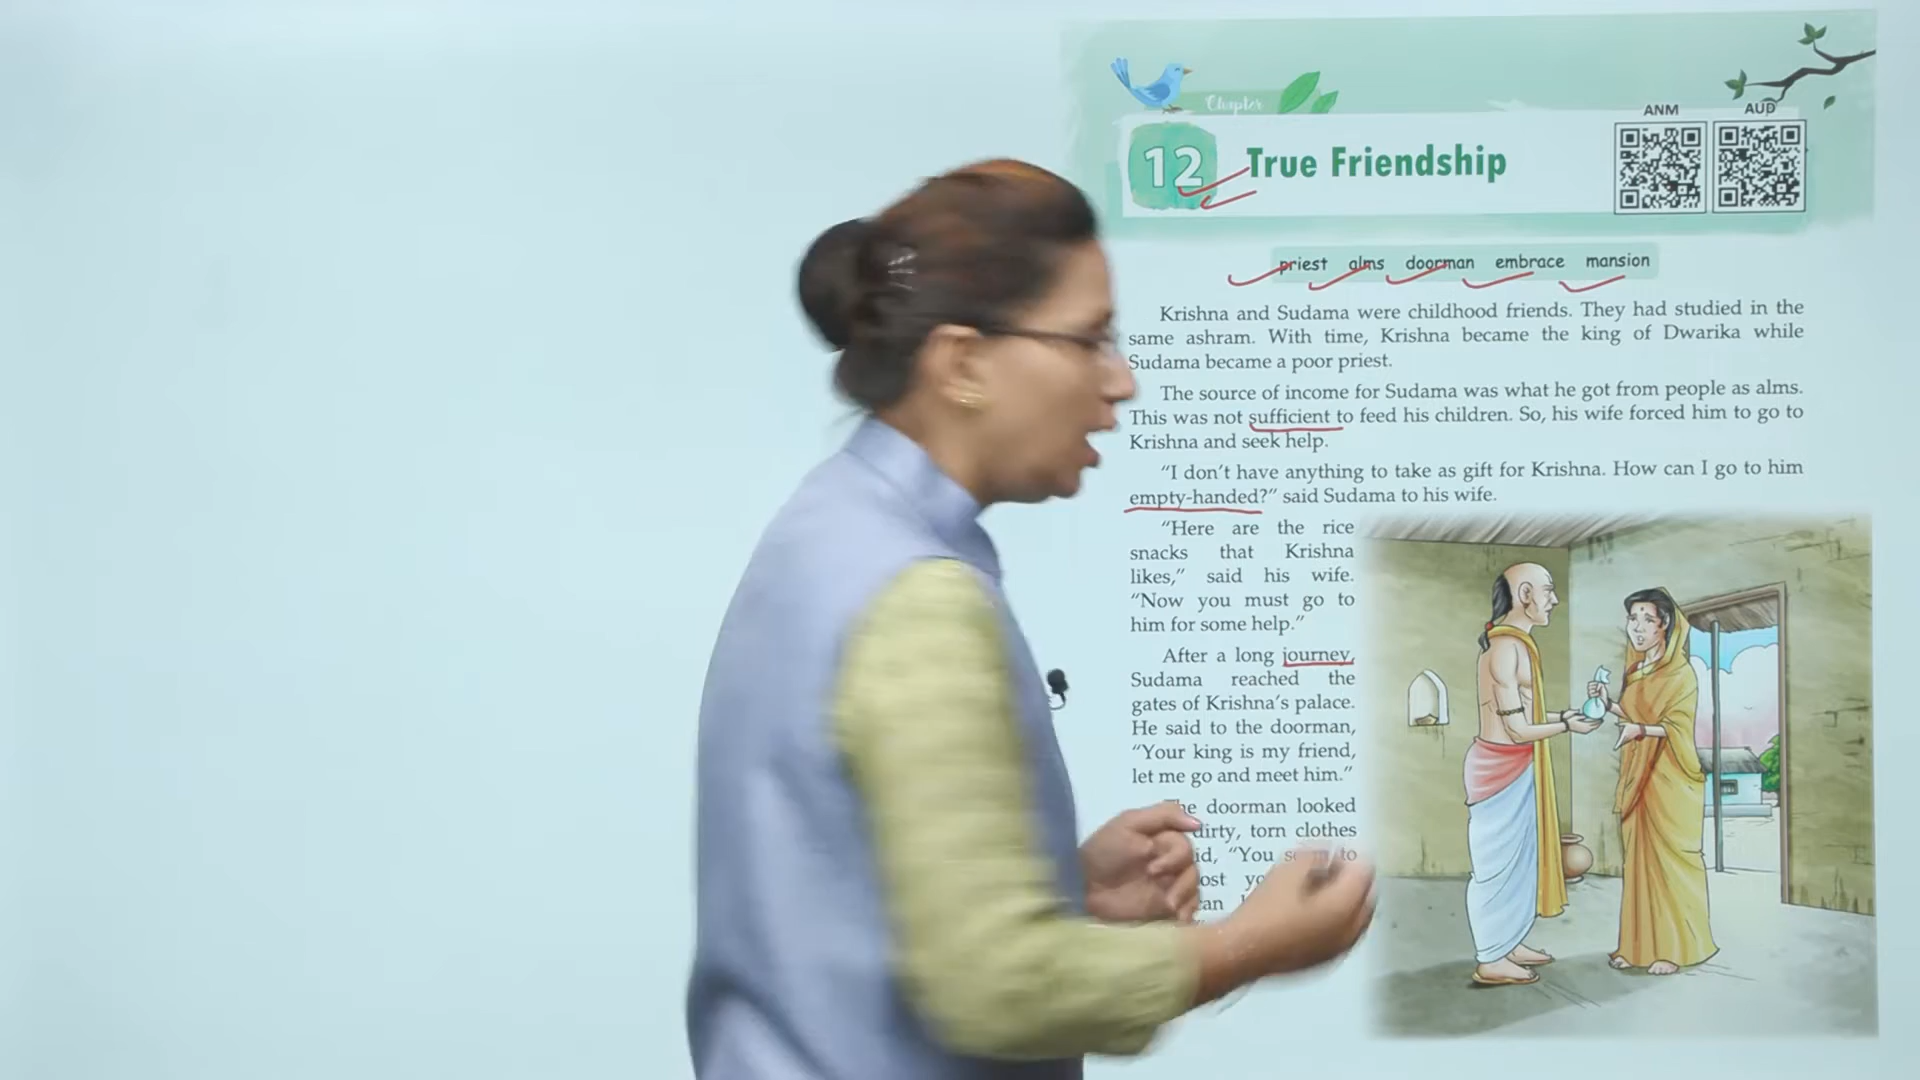 Chapter
ANM
AUD
12
True Friendship
priest alms doorman embrace mansion
Krishna and Sudama were childhood friends. They had studied in the
same ashram. With time, Krishna became the king of Dwarika while
Sudama became a poor priest.
The source of income for Sudama was what he got from people as alms.
This was not sufficient to feed his children. So, his wife forced him to go to
Krishna and seek help.
“I don’t have anything to take as gift for Krishna. How can I go to him
empty-handed?” said Sudama to his wife.
“Here are the rice
snacks that Krishna
likes,” said his wife.
“Now you must go to
him for some help.”
After a long journey,
Sudama reached the
gates of Krishna’s palace.
He said to the doorman,
“Your king is my friend,
let me go and meet him.”
doorman looked
dirty, torn clothes
“You to